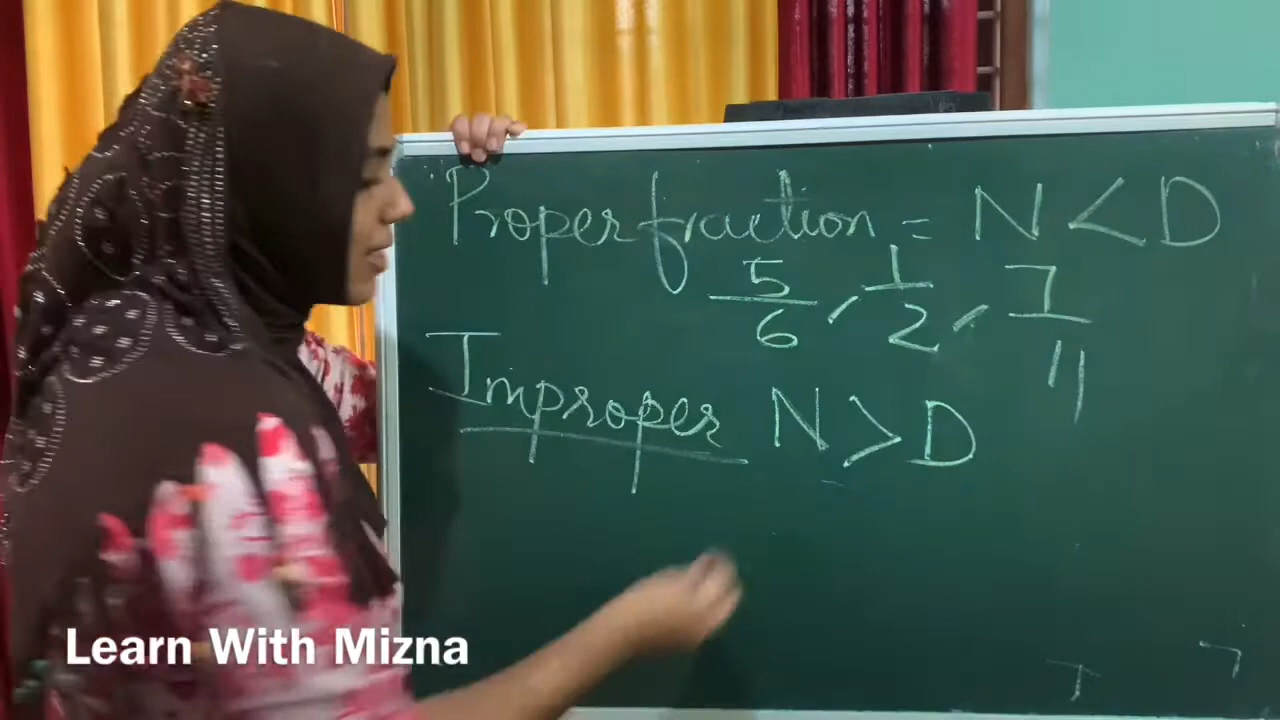 Proper fraction = N < D
5/6, 1/2, 7/11
Improper N > D
Learn With Mizna